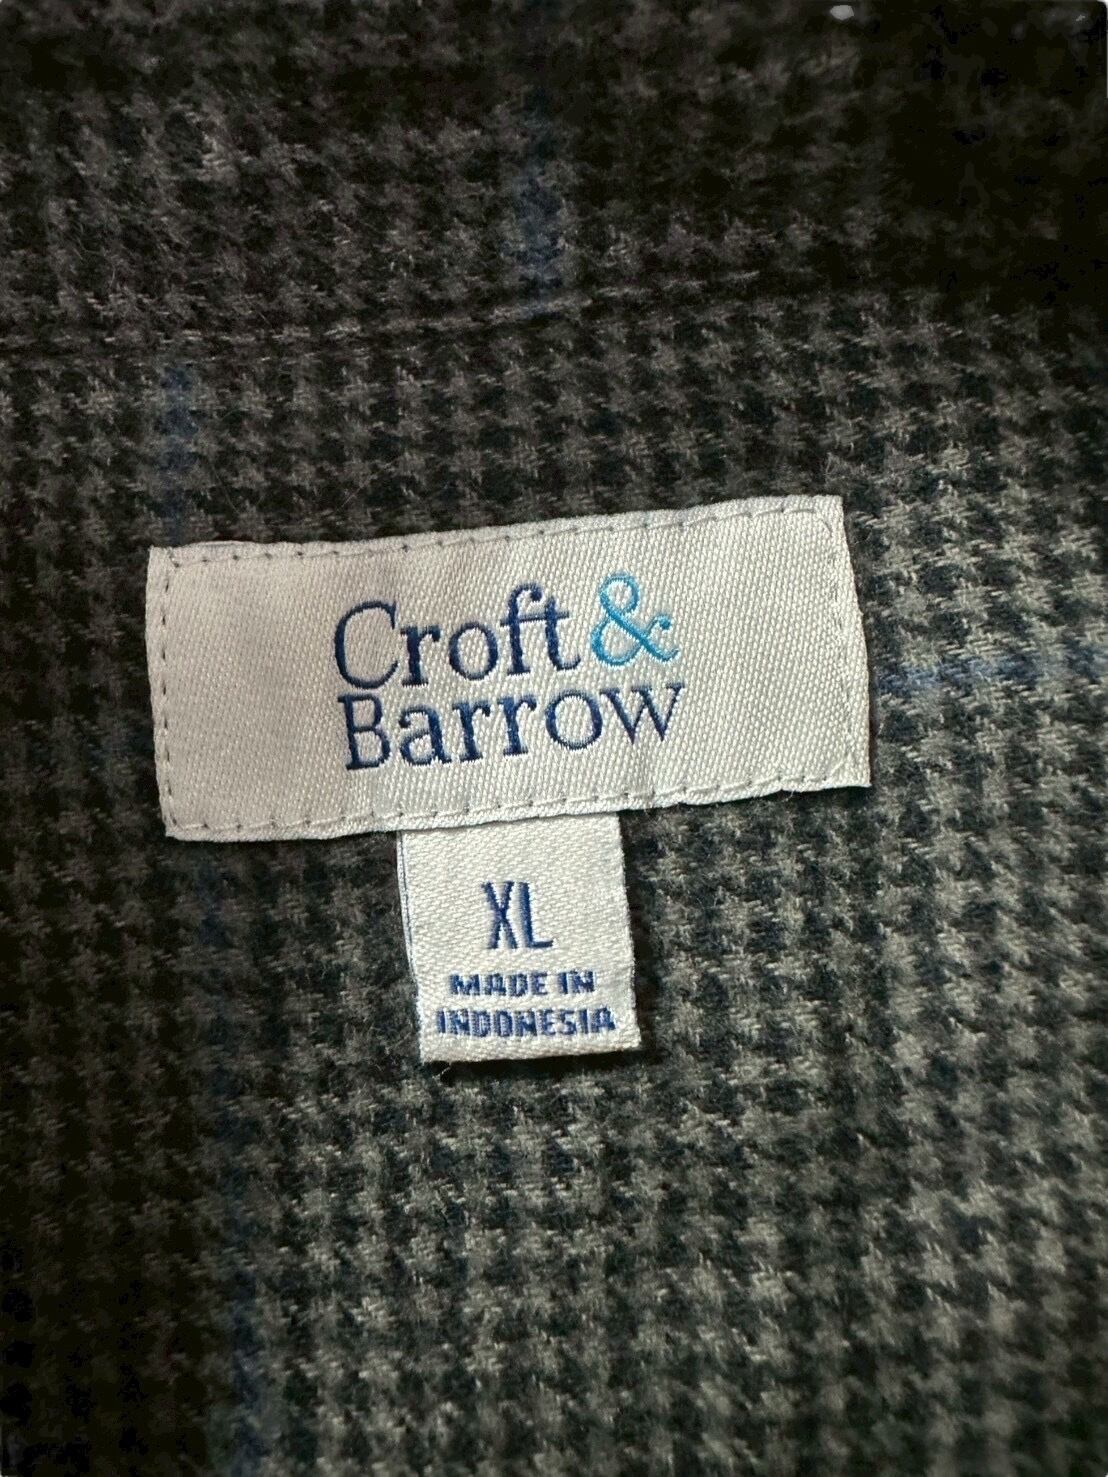 Croft &
Barrow
XL
MADE IN
INDONESIA